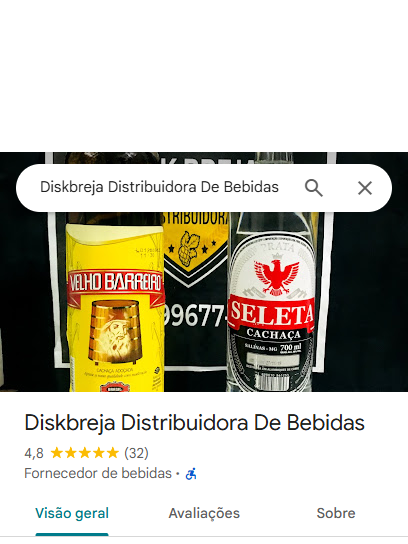 Diskbreja Distribuidora De Bebidas
STRIBUIDORA
99677
VELHO BARREIRO
CACHAÇA ADOÇADA
SELETA
CACHAÇA
SALINAS - MG 700 ml
Diskbreja Distribuidora De Bebidas
4,8 ★★★★★ (32)
Fornecedor de bebidas ·
Visão geral
Avaliações
Sobre